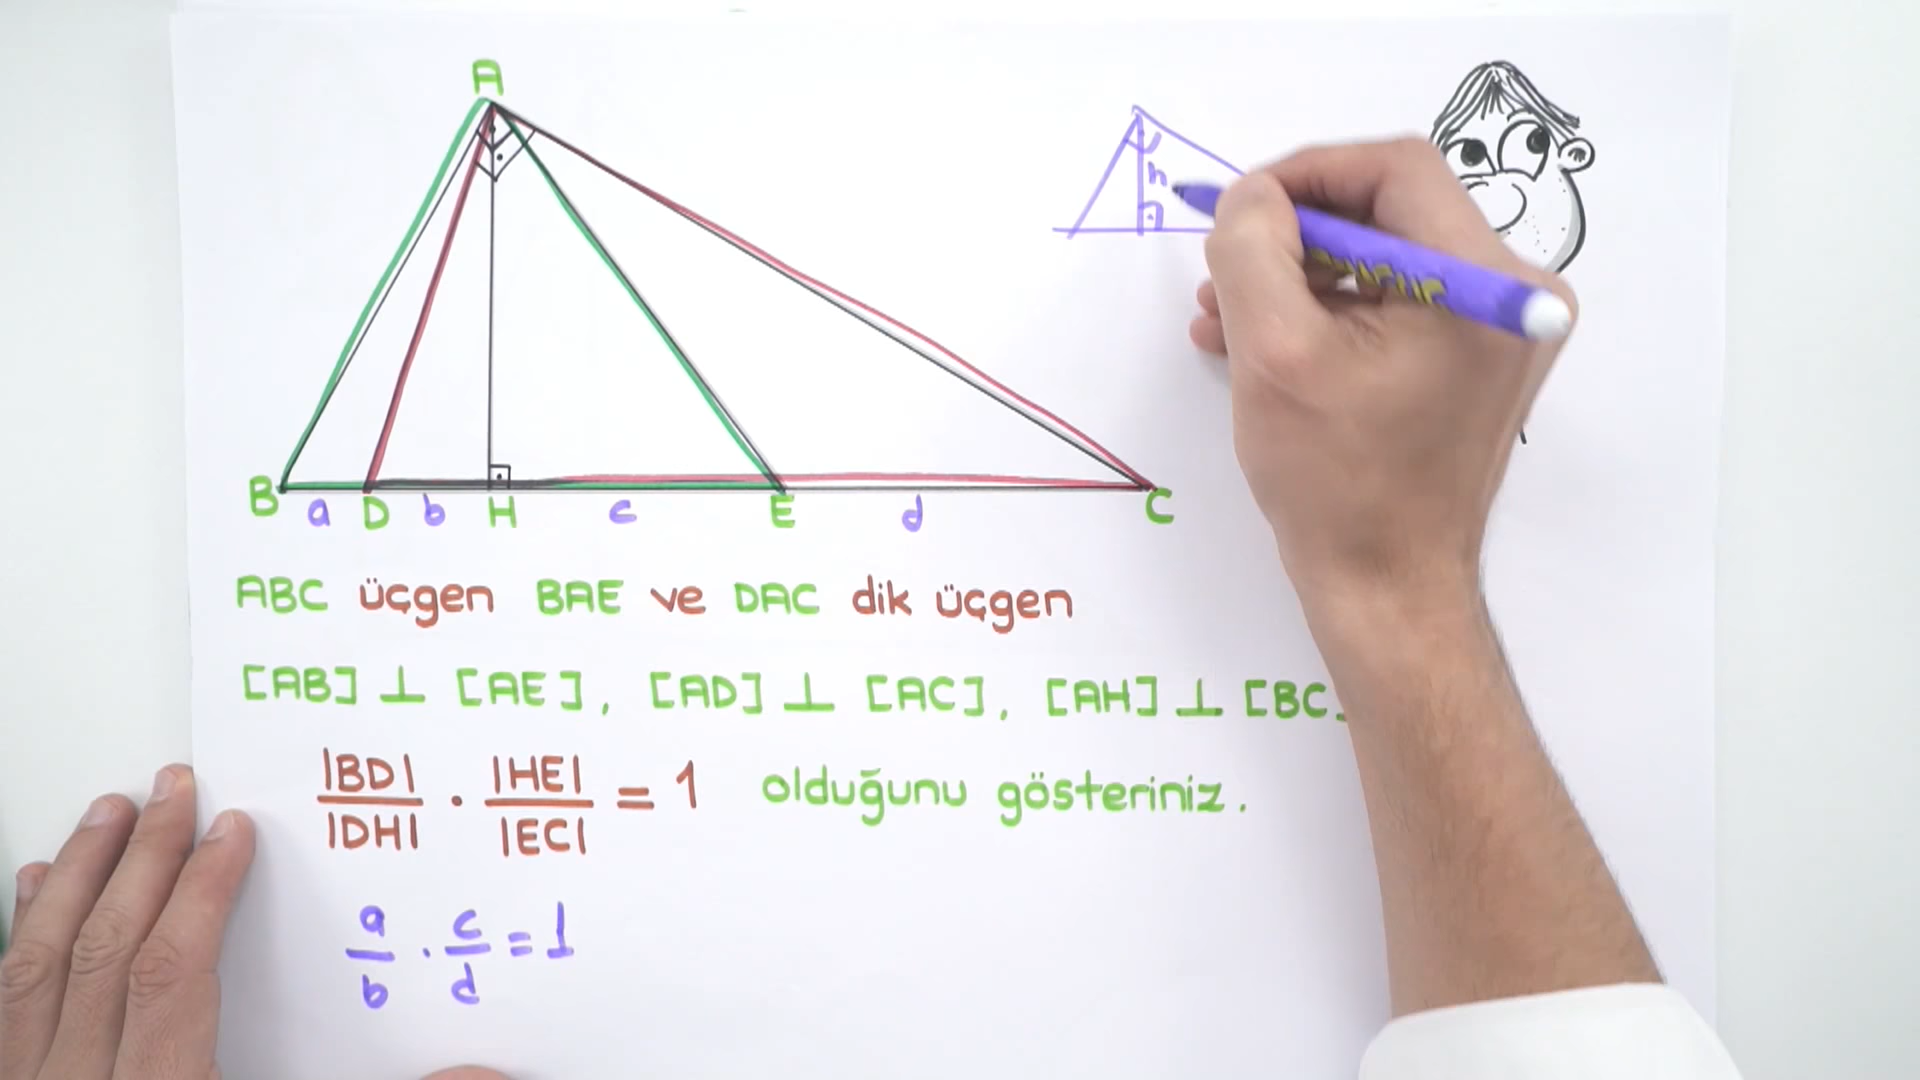 A
h
B a D b H c E d C
ABC üçgen BAE ve DAC dik üçgen
[AB] ⊥ [AE], [AD] ⊥ [AC], [AH] ⊥ [BC]
|BD|/|DH| · |HE|/|EC| = 1 olduğunu gösteriniz.
a/b · c/d = 1